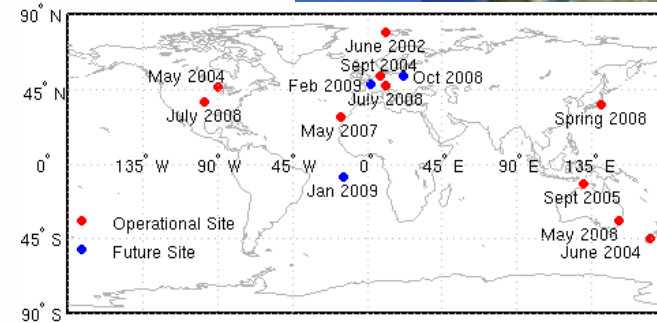 90° N
June 2002
Sept 2004
May 2004
Feb 2009
Oct 2008
45° N
July 2008
July 2008
Spring 2008
May 2007
0°
135° W
90° W
45° W
0°
45° E
90° E
135° E
Jan 2009
Sept 2005
Operational Site
May 2008
45° S
Future Site
June 2004
90° S